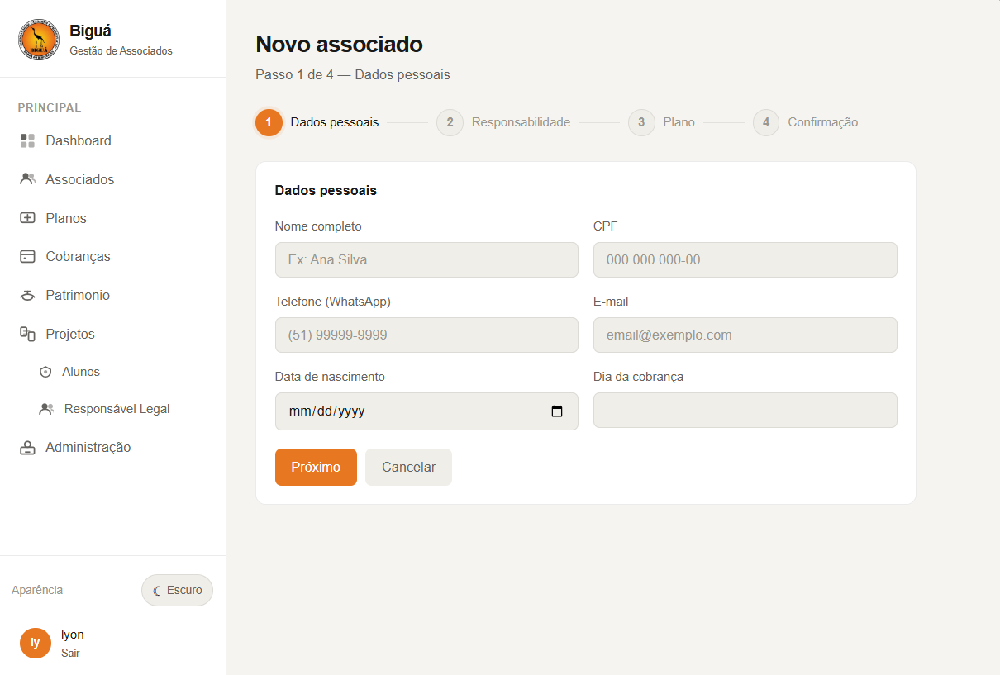 Biguá
Gestão de Associados
BIGUÁ
PRINCIPAL
Dashboard
Associados
Planos
Cobranças
Patrimonio
Projetos
Alunos
Responsável Legal
Administração
Aparência
Escuro
ly
lyon
Sair
Novo associado
Passo 1 de 4 — Dados pessoais
1 Dados pessoais 2 Responsabilidade 3 Plano 4 Confirmação
Dados pessoais
Nome completo CPF
Ex: Ana Silva 000.000.000-00
Telefone (WhatsApp) E-mail
(51) 99999-9999 email@exemplo.com
Data de nascimento Dia da cobrança
mm/dd/yyyy
Próximo Cancelar